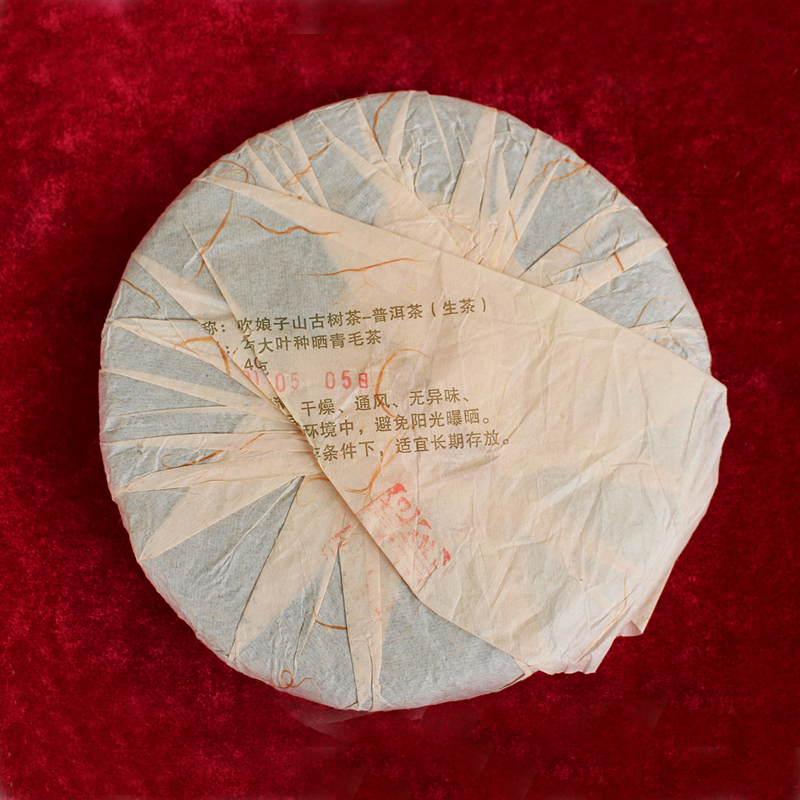 称：吹娘子山古树茶-普洱茶（生茶）
：大叶种晒青毛茶
克
05 058
干燥、通风、无异味、
环境中，避免阳光曝晒。
条件下，适宜长期存放。